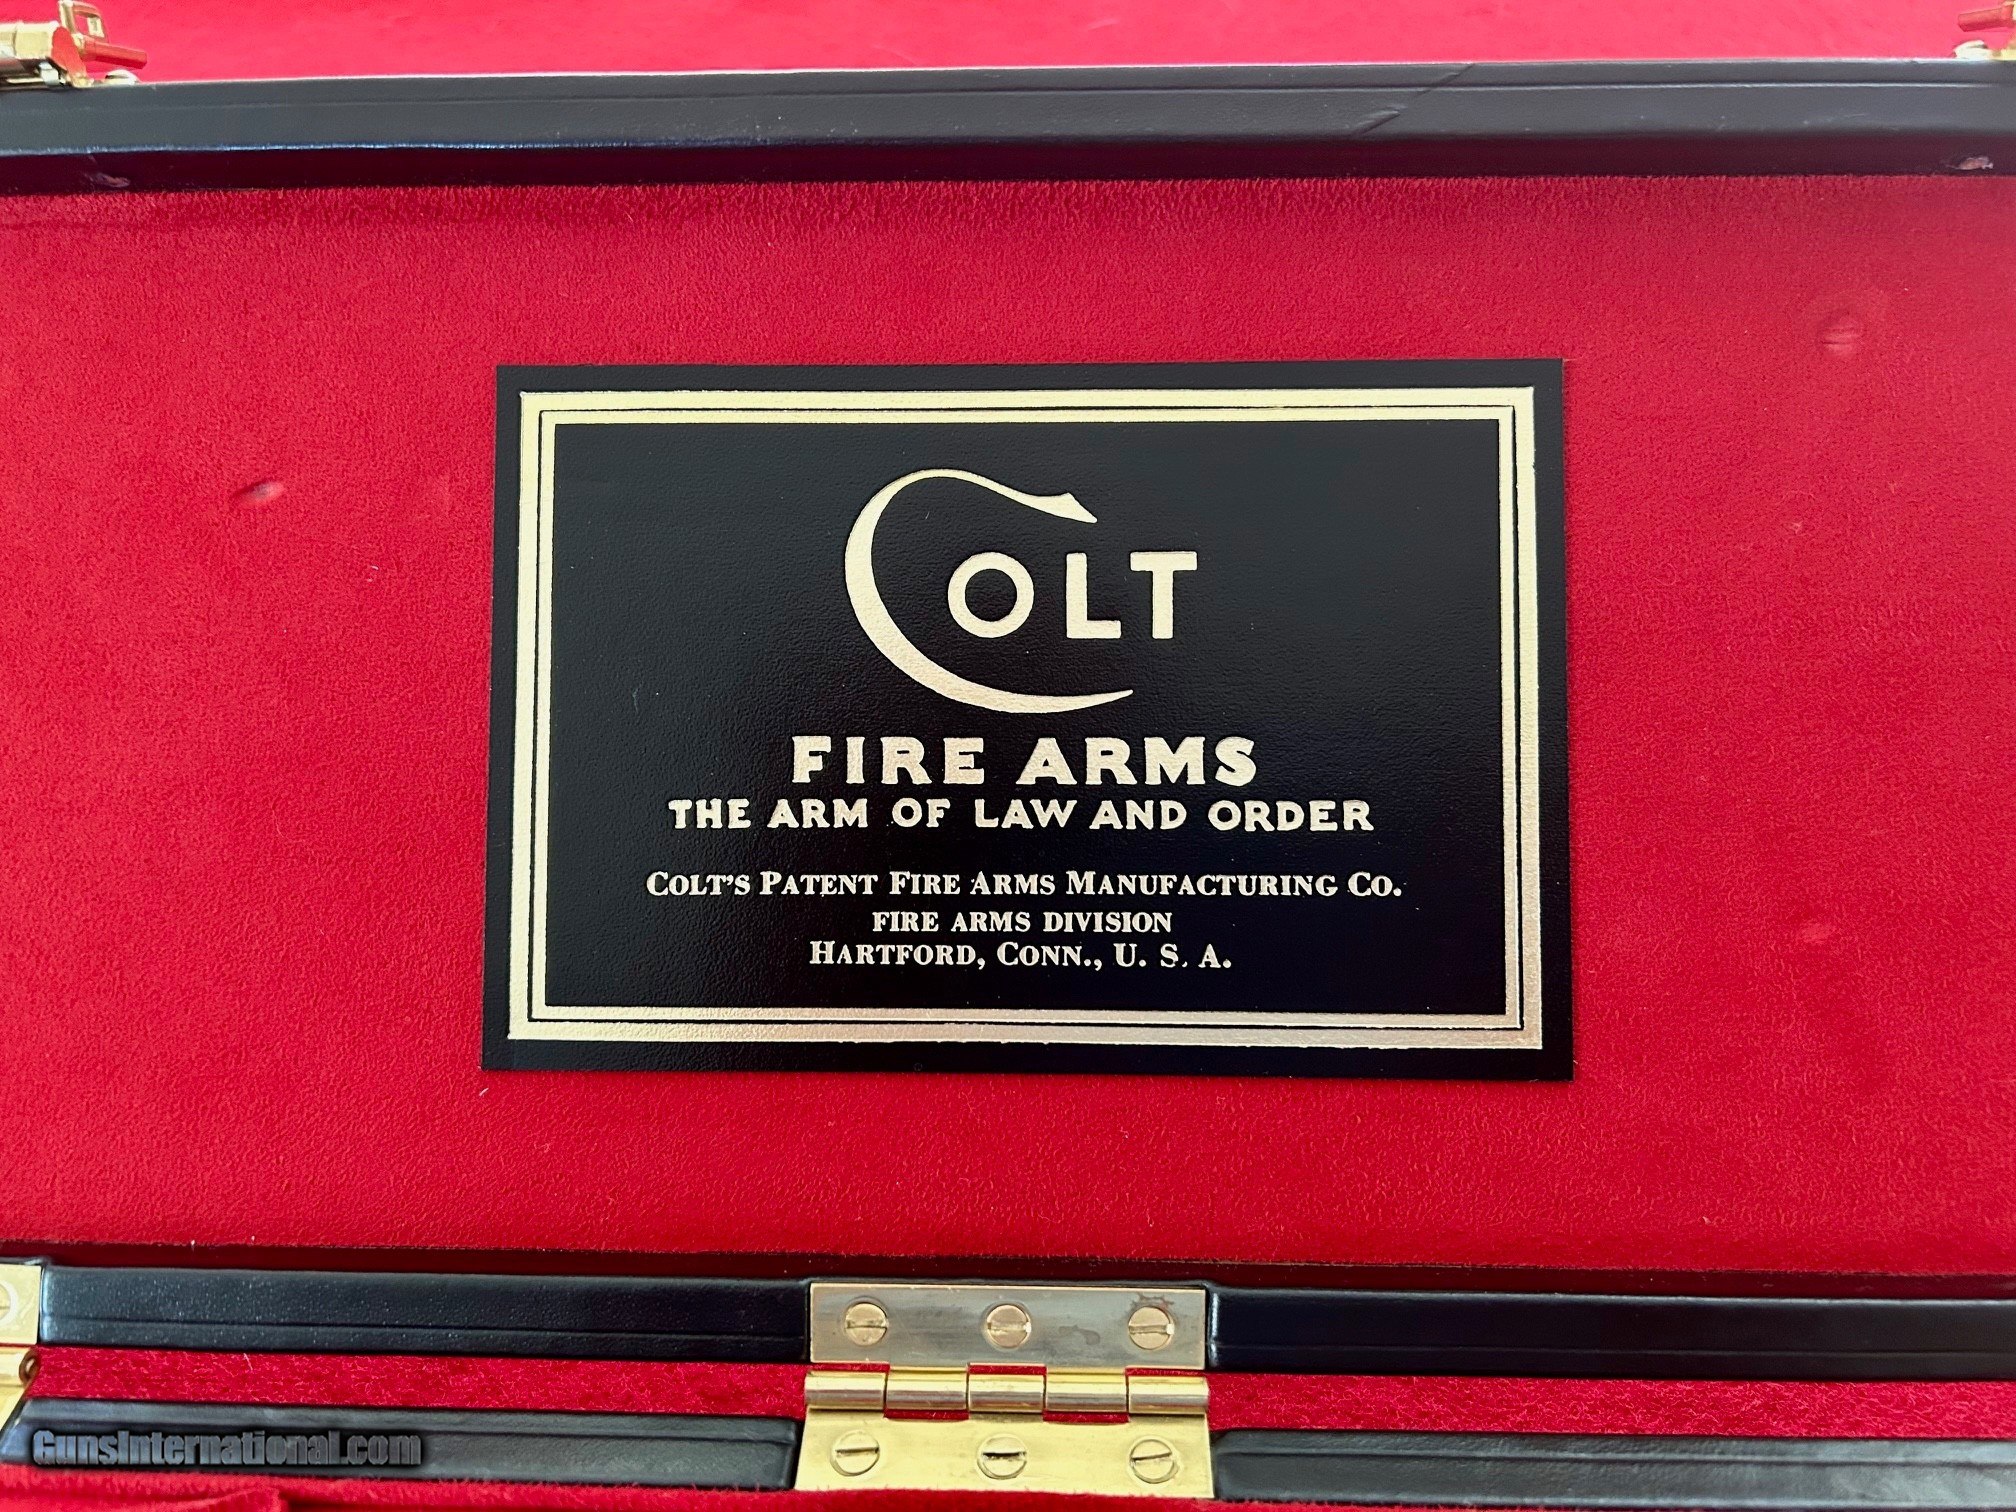 COLT
FIRE ARMS
THE ARM OF LAW AND ORDER
COLT'S PATENT FIRE ARMS MANUFACTURING CO.
FIRE ARMS DIVISION
HARTFORD, CONN., U. S. A.
GunsInternational.com